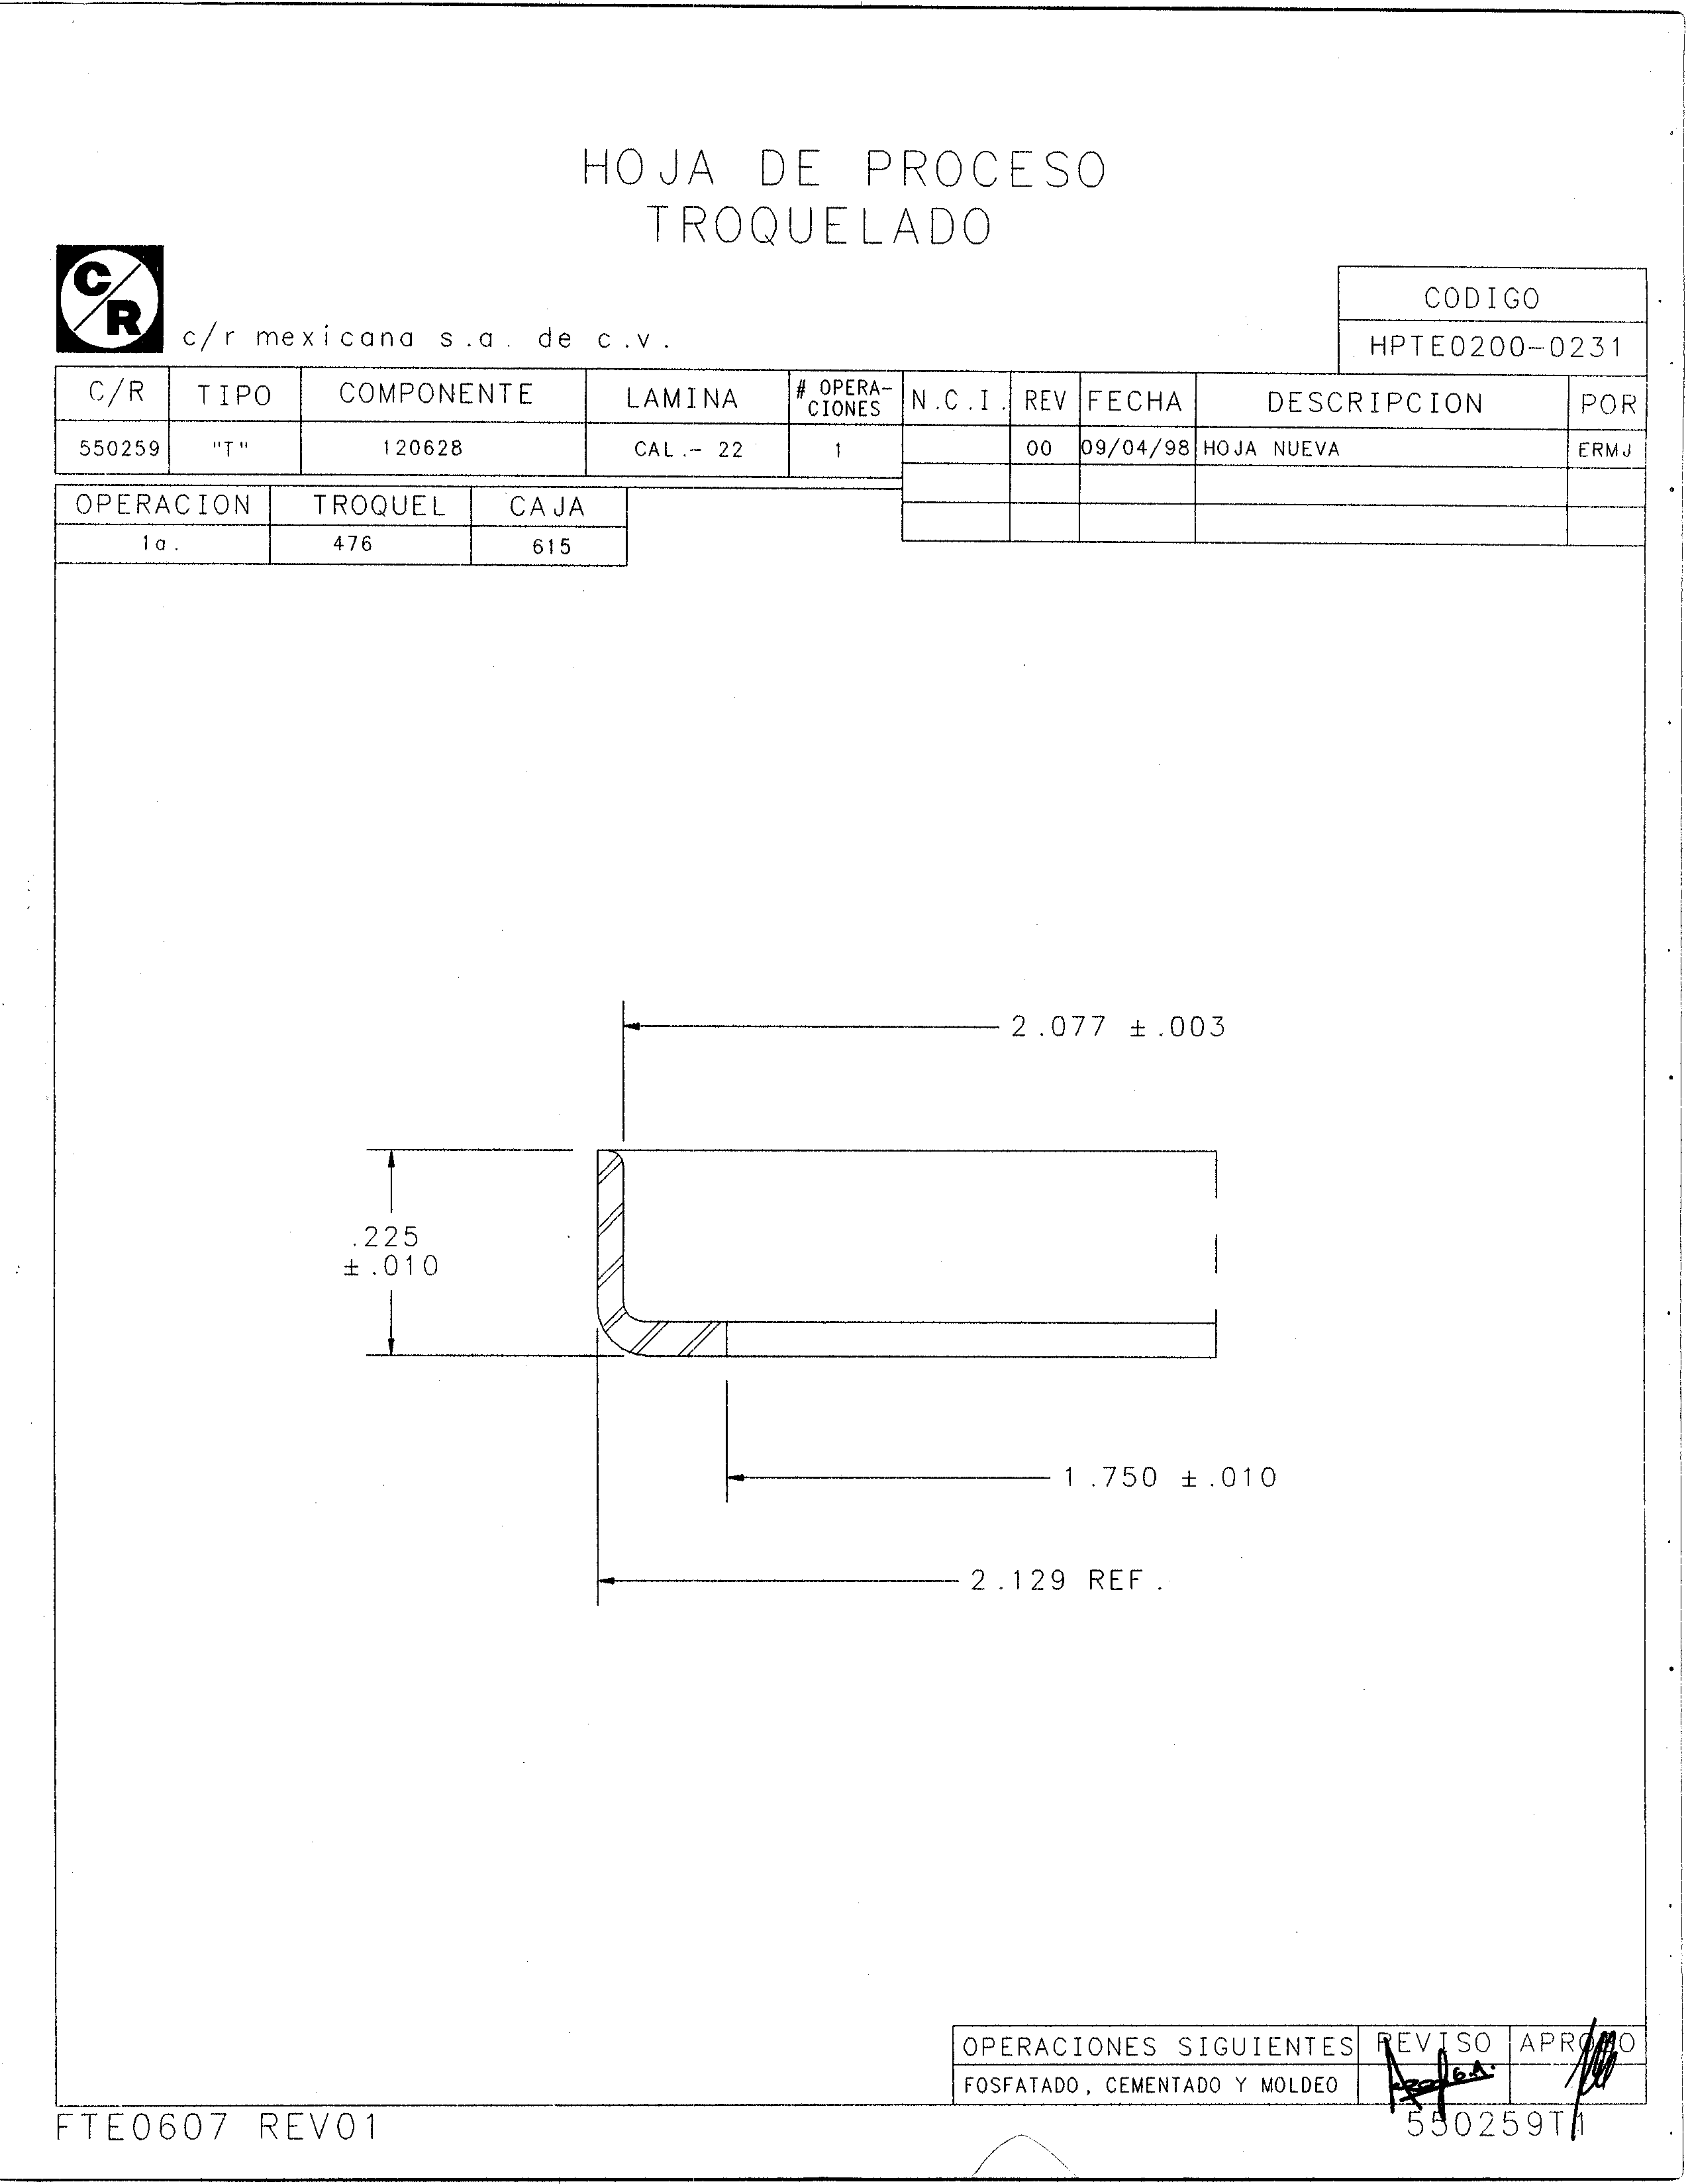 HOJA DE PROCESO
TROQUELADO
C/R
c/r mexicana s.a. de c.v.
CODIGO
HPTE0200-0231
C/R TIPO COMPONENTE LAMINA # OPERA-CIONES N.C.I. REV FECHA DESCRIPCION POR
550259 "T" 120628 CAL.- 22 1 00 09/04/98 HOJA NUEVA ERMJ
OPERACION TROQUEL CAJA
1a. 476 615
2.077 ±.003
.225
±.010
1.750 ±.010
2.129 REF.
OPERACIONES SIGUIENTES REVISO APROBO
FOSFATADO, CEMENTADO Y MOLDEO
FTE0607 REV01
550259T1